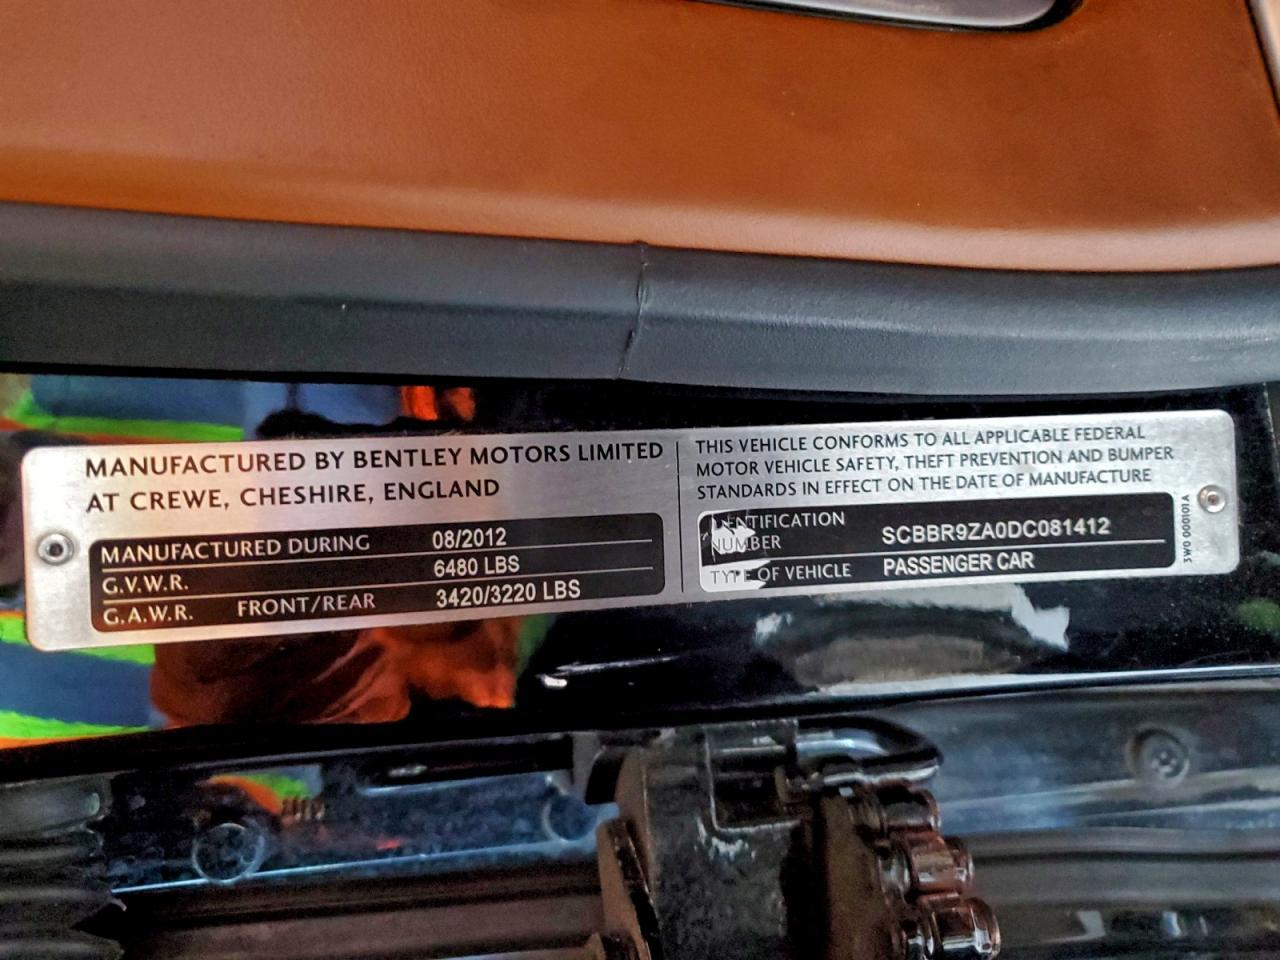 MANUFACTURED BY BENTLEY MOTORS LIMITED
AT CREWE, CHESHIRE, ENGLAND
MANUFACTURED DURING 08/2012
G.V.W.R. 6480 LBS
G.A.W.R. FRONT/REAR 3420/3220 LBS
THIS VEHICLE CONFORMS TO ALL APPLICABLE FEDERAL
MOTOR VEHICLE SAFETY, THEFT PREVENTION AND BUMPER
STANDARDS IN EFFECT ON THE DATE OF MANUFACTURE
IDENTIFICATION
NUMBER SCBBR9ZA0DC081412
TYPE OF VEHICLE PASSENGER CAR
3W0 000101A